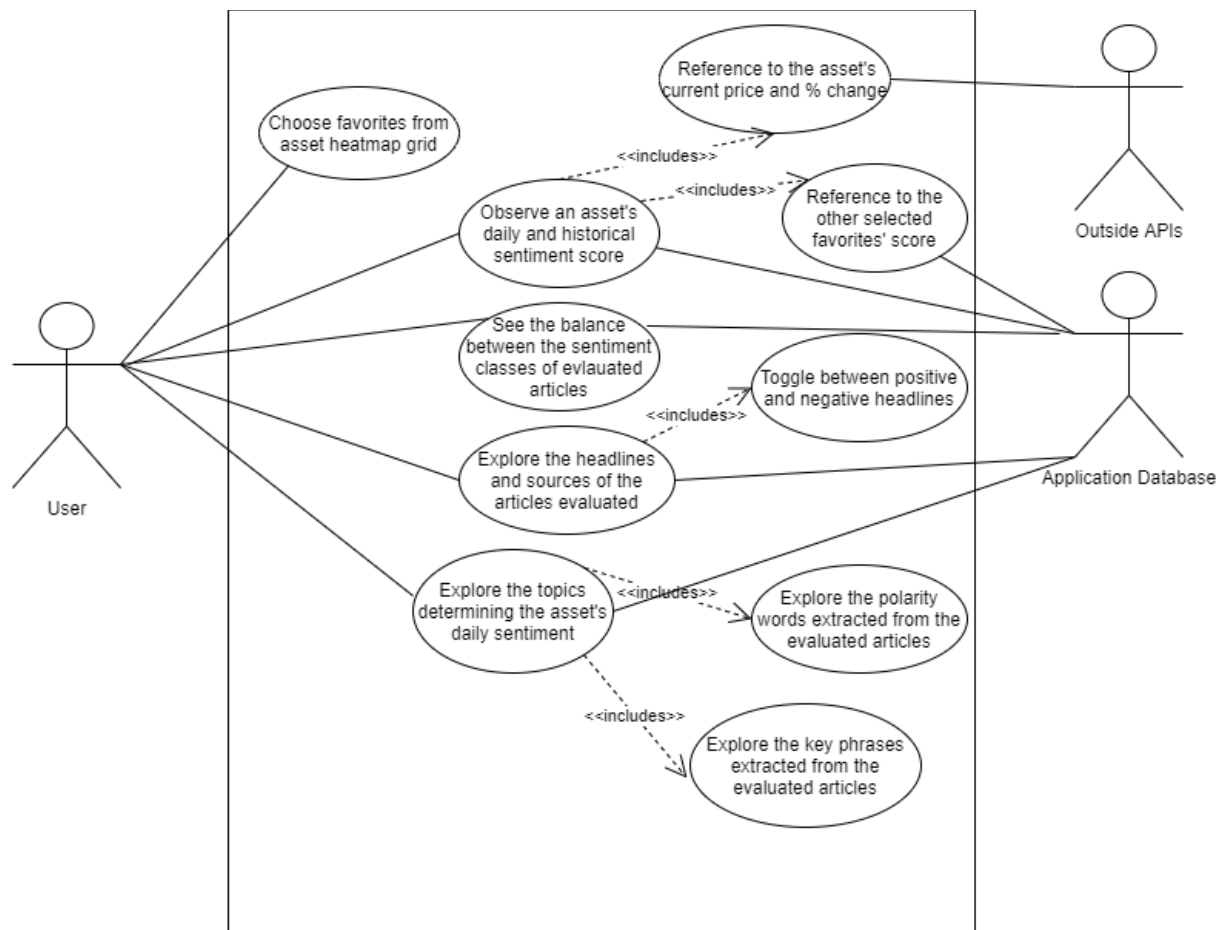 Reference to the asset's
current price and % change
Choose favorites from
asset heatmap grid
<<includes>>
<<includes>>
Reference to the
other selected
favorites' score
Observe an asset's
daily and historical
sentiment score
Outside APIs
See the balance
between the sentiment
classes of evlauated
articles
Toggle between positive
and negative headlines
<<includes>>
Explore the headlines
and sources of the
articles evaluated
Application Database
User
Explore the topics
determining the asset's
daily sentiment
<<includes>>
Explore the polarity
words extracted from the
evaluated articles
<<includes>>
Explore the key phrases
extracted from the
evaluated articles